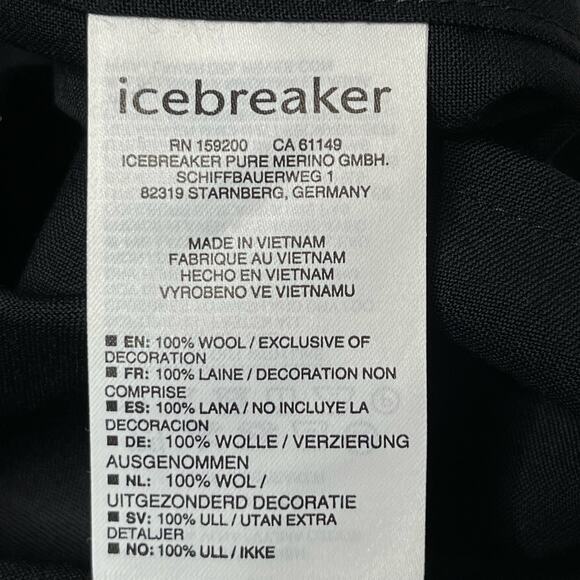 icebreaker
RN 159200 CA 61149
ICEBREAKER PURE MERINO GMBH.
SCHIFFBAUERWEG 1
82319 STARNBERG, GERMANY
MADE IN VIETNAM
FABRIQUE AU VIETNAM
HECHO EN VIETNAM
VYROBENO VE VIETNAMU
EN: 100% WOOL / EXCLUSIVE OF
DECORATION
FR: 100% LAINE / DECORATION NON
COMPRISE
ES: 100% LANA / NO INCLUYE LA
DECORACION
DE: 100% WOLLE / VERZIERUNG
AUSGENOMMEN
NL: 100% WOL /
UITGEZONDERD DECORATIE
SV: 100% ULL / UTAN EXTRA
DETALJER
NO: 100% ULL / IKKE